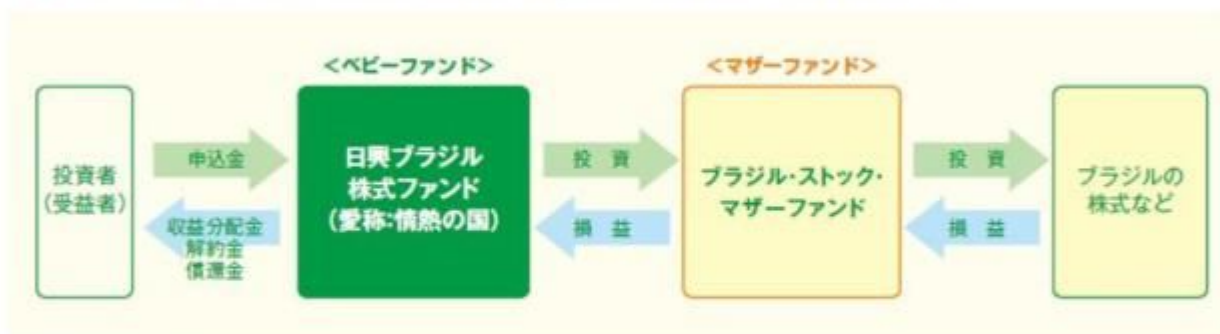 <ベビーファンド>
<マザーファンド>
投資者
(受益者)
申込金
収益分配金
解約金
償還金
日興ブラジル
株式ファンド
(愛称:情熱の国)
投 資
損 益
ブラジル・ストック・
マザーファンド
投 資
損 益
ブラジルの
株式など